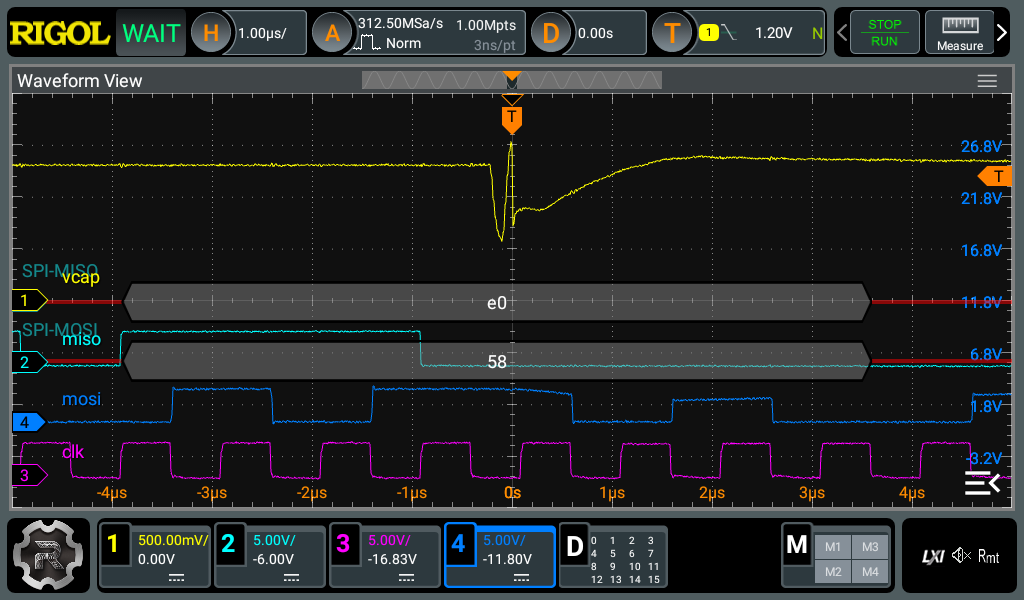 RIGOL WAIT H 1.00μs/ A 312.50MSa/s 1.00Mpts D 0.00s T 1 1.20V N STOP
Norm 3ns/pt RUN Measure
Waveform View
T
26.8V
T
21.8V
16.8V
SPI-MISO
vcap
1 e0 11.8V
SPI-MOSI
miso
2 58 6.8V
mosi
4 1.8V
clk
3 -3.2V
-4μs -3μs -2μs -1μs 0s 1μs 2μs 3μs 4μs
1 500.00mV/ 2 5.00V/ 3 5.00V/ 4 5.00V/ D 0 1 2 3 M M1 M3
0.00V -6.00V -16.83V -11.80V 4 5 6 7 LXI Rmt
8 9 10 11 M2 M4
12 13 14 15
R